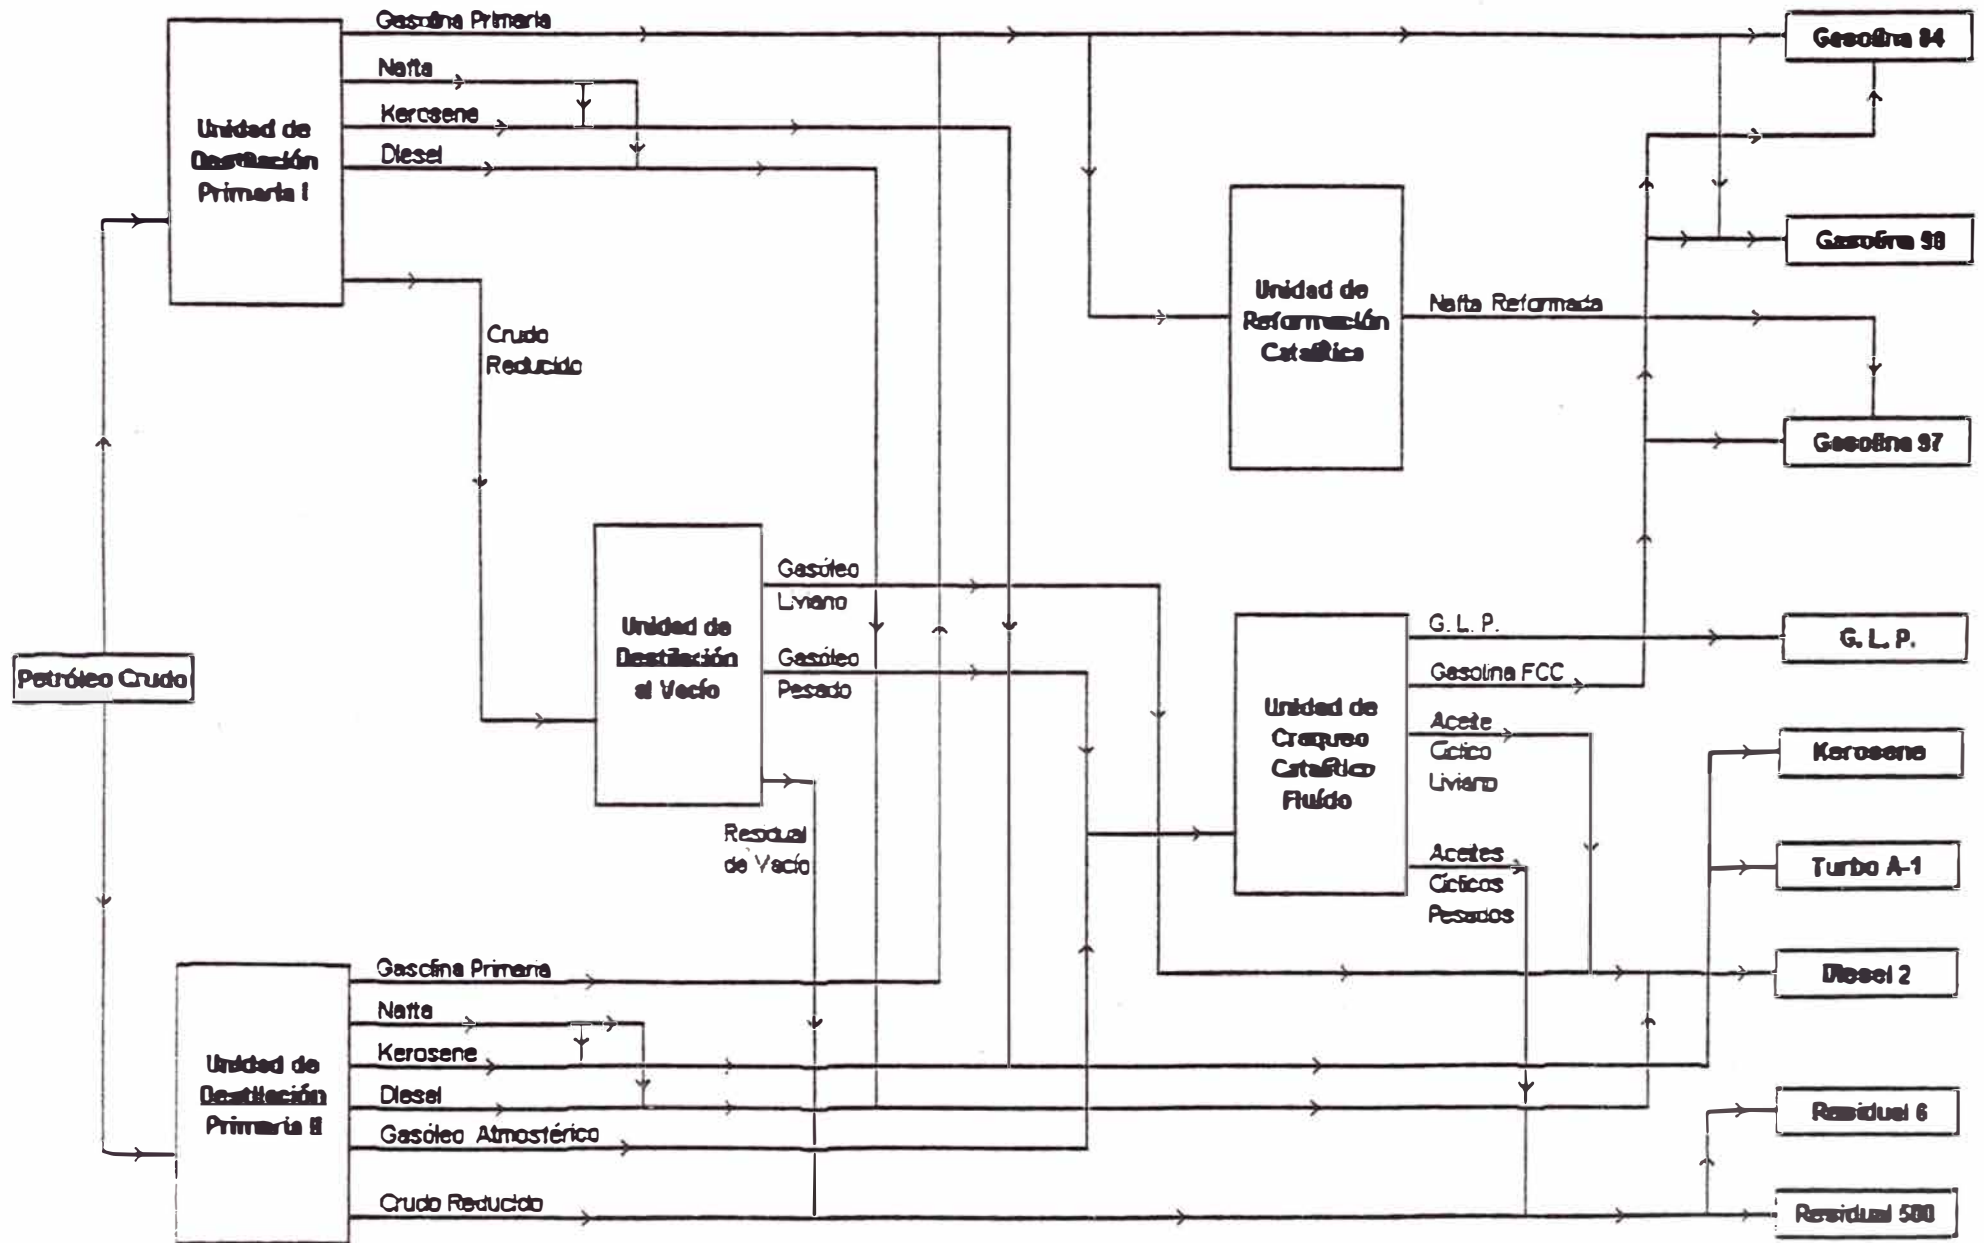 Gasolina Primaria
Nafta
Kerosene
Diesel
Unidad de
Destilación
Primaria I
Crudo
Reducido
Petróleo Crudo
Unidad de
Destilación
al Vacío
Gasóleo
Liviano
Gasóleo
Pesado
Residual
de Vacío
Unidad de
Destilación
Primaria II
Gasolina Primaria
Nafta
Kerosene
Diesel
Gasóleo Atmosférico
Crudo Reducido
Unidad de
Reformación
Catalítica
Nafta Reformada
Unidad de
Craqueo
Catalítico
Fluído
G. L. P.
Gasolina FCC
Aceite
Cíclico
Liviano
Aceites
Cíclicos
Pesados
Gasolina 84
Gasolina
Gasolina 97
G. L. P.
Kerosene
Turbo A-1
Diesel 2
Residual 6
Residual 500